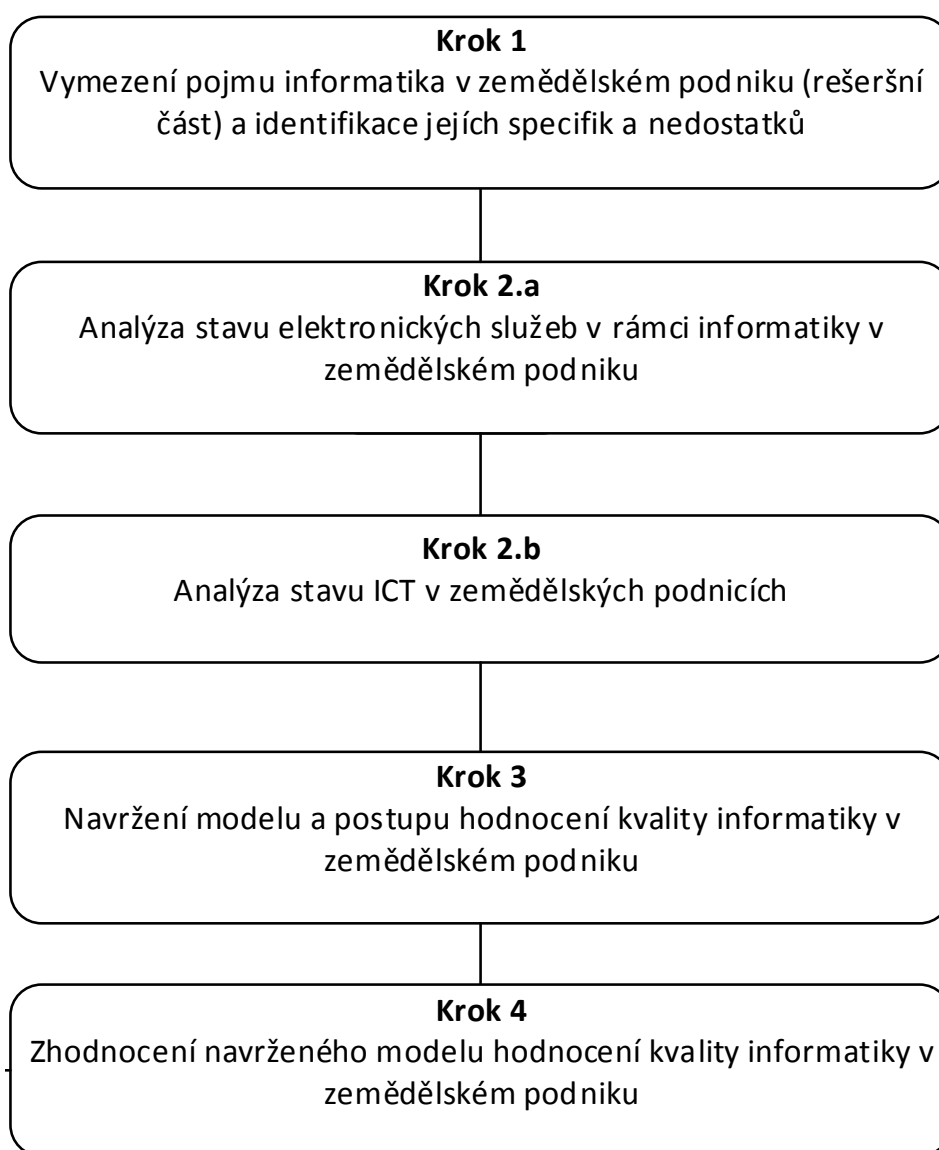 Krok 1
Vymezení pojmu informatika v zemědělském podniku (rešeršní
část) a identifikace jejích specifik a nedostatků
Krok 2.a
Analýza stavu elektronických služeb v rámci informatiky v
zemědělském podniku
Krok 2.b
Analýza stavu ICT v zemědělských podnicích
Krok 3
Navržení modelu a postupu hodnocení kvality informatiky v
zemědělském podniku
Krok 4
Zhodnocení navrženého modelu hodnocení kvality informatiky v
zemědělském podniku